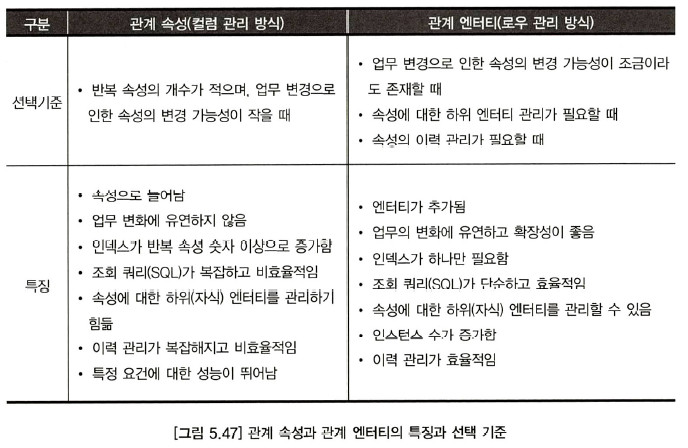 구분
관계 속성(컬럼 관리 방식)
관계 엔터티(로우 관리 방식)
선택기준
• 반복 속성의 개수가 적으며, 업무 변경으로
인한 속성의 변경 가능성이 작을 때
• 업무 변경으로 인한 속성의 변경 가능성이 조금이라
도 존재할 때
• 속성에 대한 하위 엔터티 관리가 필요할 때
• 속성의 이력 관리가 필요할 때
특징
• 속성으로 늘어남
• 업무 변화에 유연하지 않음
• 인덱스가 반복 속성 숫자 이상으로 증가함
• 조회 쿼리(SQL)가 복잡하고 비효율적임
• 속성에 대한 하위(자식) 엔터티를 관리하기
힘듦
• 이력 관리가 복잡해지고 비효율적임
• 특정 요건에 대한 성능이 뛰어남
• 엔터티가 추가됨
• 업무의 변화에 유연하고 확장성이 좋음
• 인덱스가 하나만 필요함
• 조회 쿼리(SQL)가 단순하고 효율적임
• 속성에 대한 하위(자식) 엔터티를 관리할 수 있음
• 인스턴스 수가 증가함
• 이력 관리가 효율적임
[그림 5.47] 관계 속성과 관계 엔터티의 특징과 선택 기준